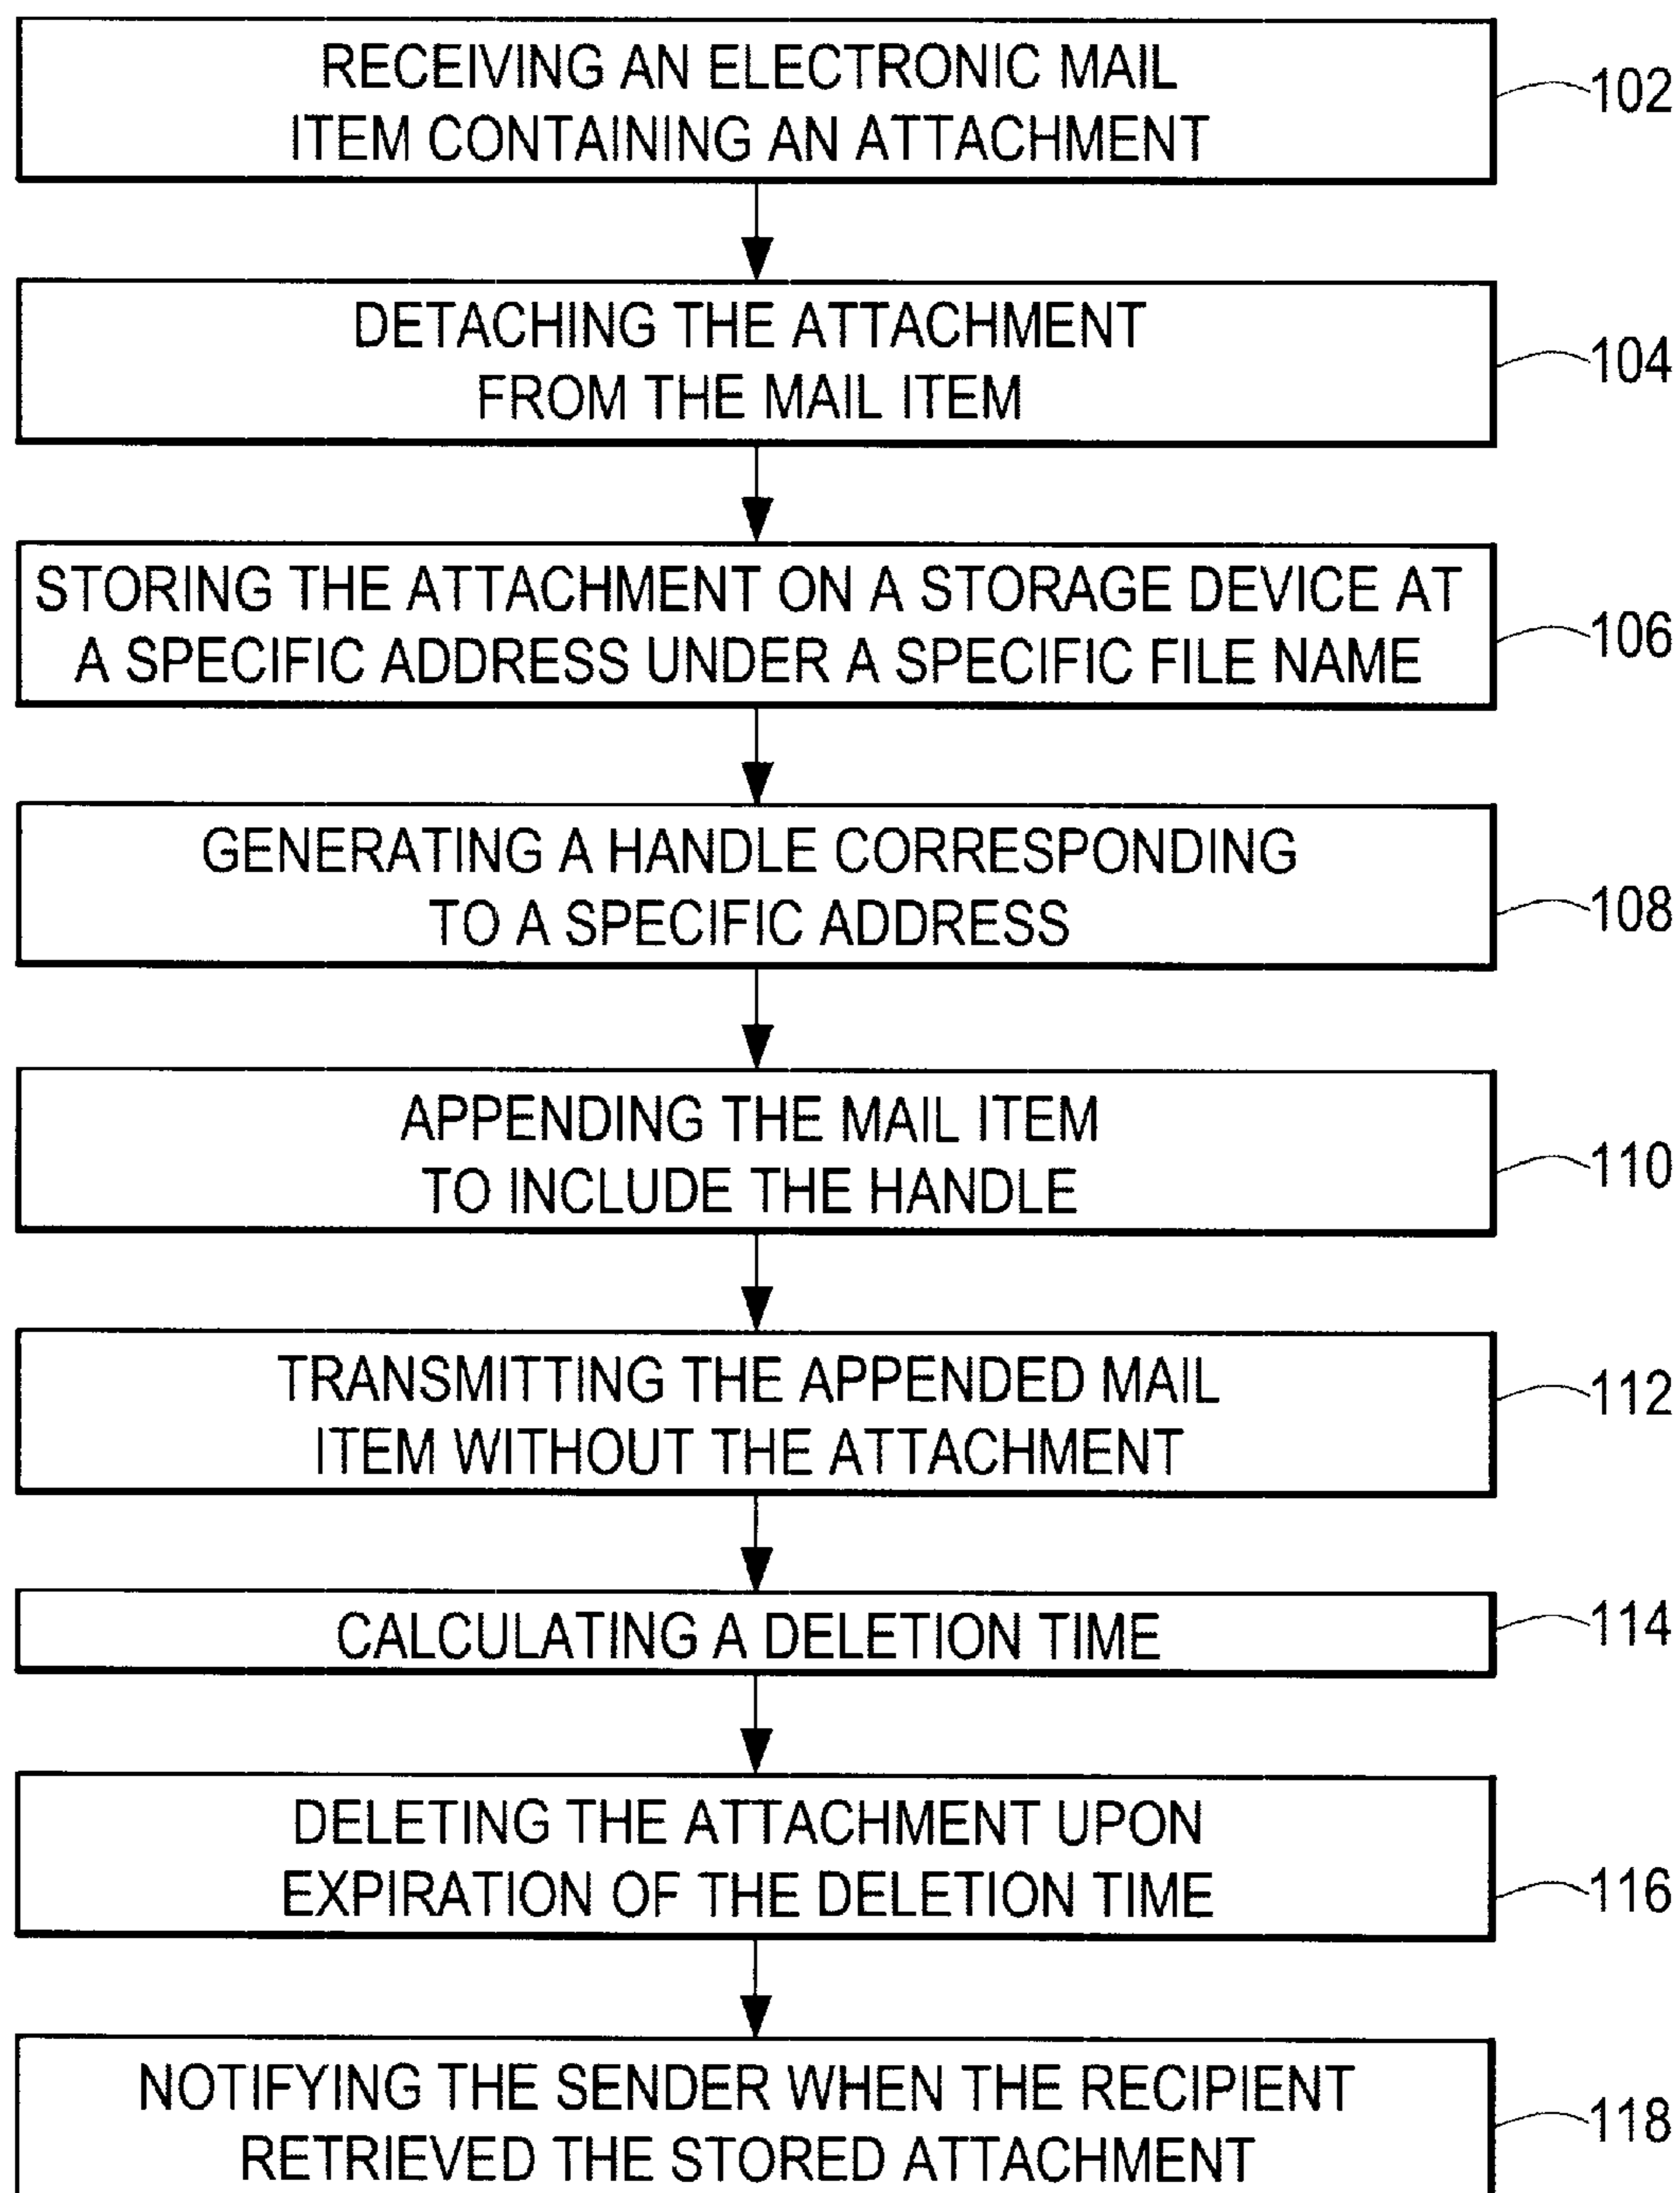 RECEIVING AN ELECTRONIC MAIL
ITEM CONTAINING AN ATTACHMENT
102
DETACHING THE ATTACHMENT
FROM THE MAIL ITEM
104
STORING THE ATTACHMENT ON A STORAGE DEVICE AT
A SPECIFIC ADDRESS UNDER A SPECIFIC FILE NAME
106
GENERATING A HANDLE CORRESPONDING
TO A SPECIFIC ADDRESS
108
APPENDING THE MAIL ITEM
TO INCLUDE THE HANDLE
110
TRANSMITTING THE APPENDED MAIL
ITEM WITHOUT THE ATTACHMENT
112
CALCULATING A DELETION TIME
114
DELETING THE ATTACHMENT UPON
EXPIRATION OF THE DELETION TIME
116
NOTIFYING THE SENDER WHEN THE RECIPIENT
RETRIEVED THE STORED ATTACHMENT
118